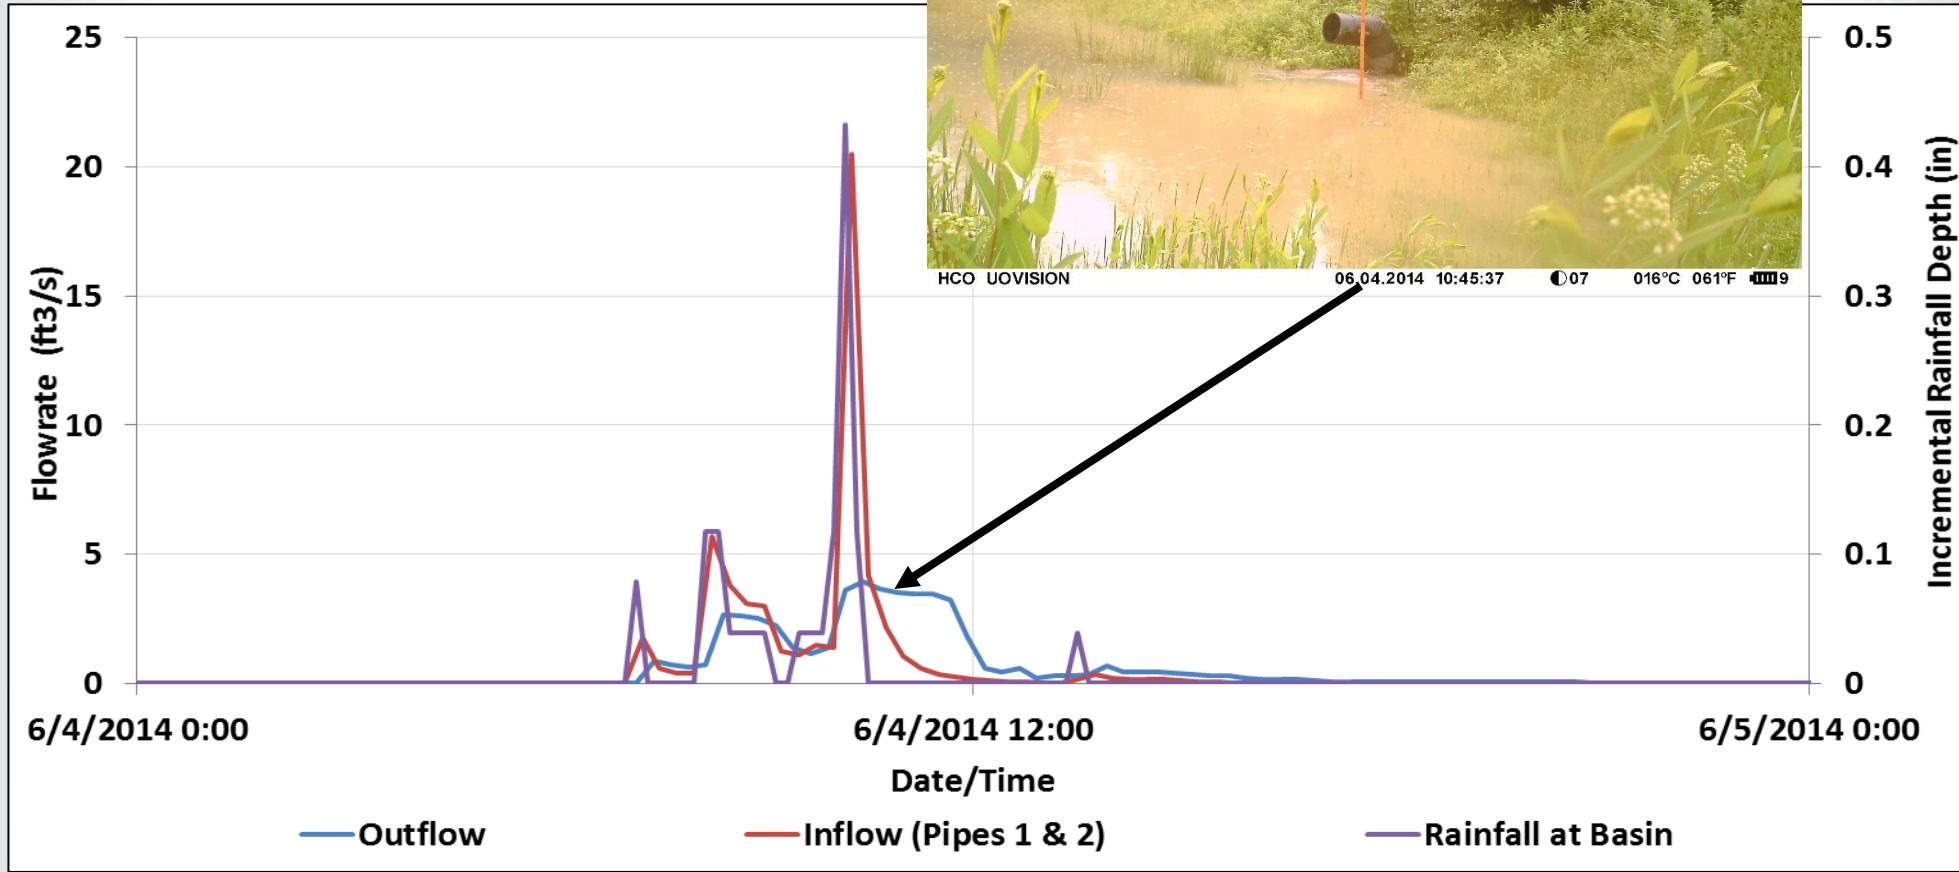 25
20
15
10
5
0
Flowrate (ft3/s)
0.5
0.4
0.3
0.2
0.1
0
Incremental Rainfall Depth (in)
HCO UOVISION 06.04.2014 10:45:37 07 016°C 061°F 9
6/4/2014 0:00 6/4/2014 12:00 6/5/2014 0:00
Date/Time
Outflow Inflow (Pipes 1 & 2) Rainfall at Basin